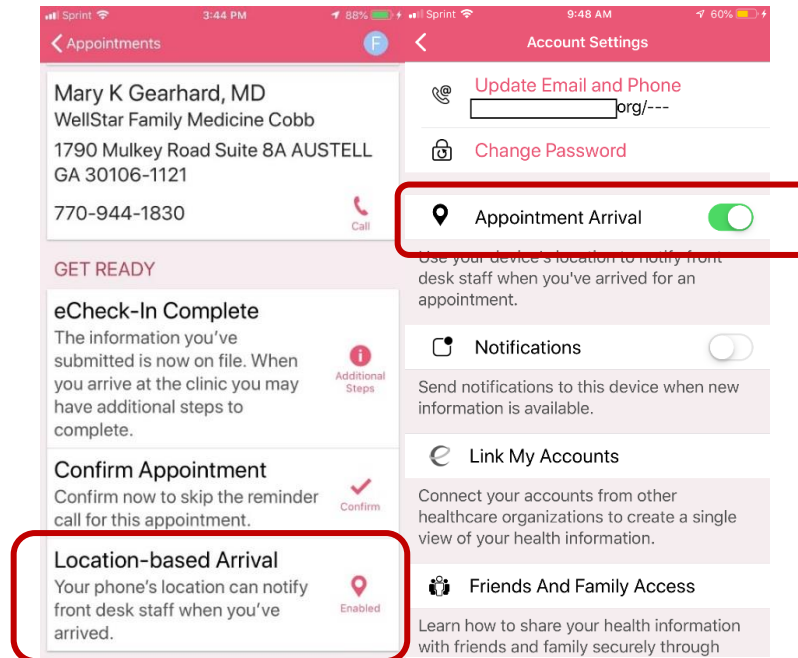 Sprint 3:44 PM 88%
Appointments F
Mary K Gearhard, MD
WellStar Family Medicine Cobb
1790 Mulkey Road Suite 8A AUSTELL
GA 30106-1121
770-944-1830
Call
GET READY
eCheck-In Complete
The information you've
submitted is now on file. When
you arrive at the clinic you may
have additional steps to
complete.
Additional
Steps
Confirm Appointment
Confirm now to skip the reminder
call for this appointment.
Confirm
Location-based Arrival
Your phone's location can notify
front desk staff when you've
arrived.
Enabled
Sprint 9:48 AM 60%
Account Settings
Update Email and Phone
org/---
Change Password
Appointment Arrival
Use your device's location to notify front
desk staff when you've arrived for an
appointment.
Notifications
Send notifications to this device when new
information is available.
Link My Accounts
Connect your accounts from other
healthcare organizations to create a single
view of your health information.
Friends And Family Access
Learn how to share your health information
with friends and family securely through